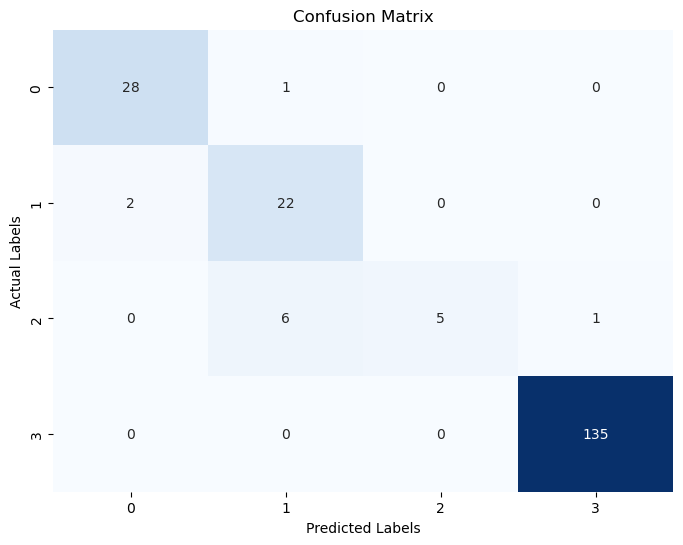 Confusion Matrix
Actual Labels
0 28 1 0 0
1 2 22 0 0
2 0 6 5 1
3 0 0 0 135
0 1 2 3
Predicted Labels